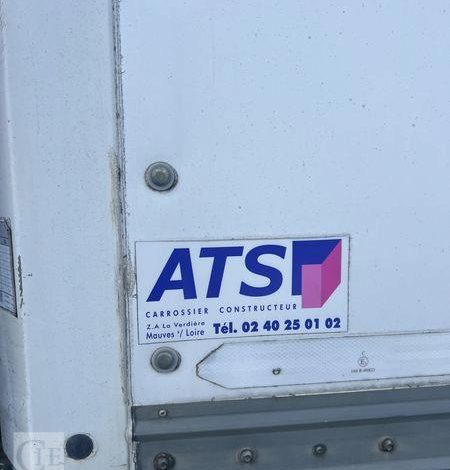 ATS
CARROSSIER CONSTRUCTEUR
Z.A La Verdière
Mauves s/ Loire
Tél. 02 40 25 01 02